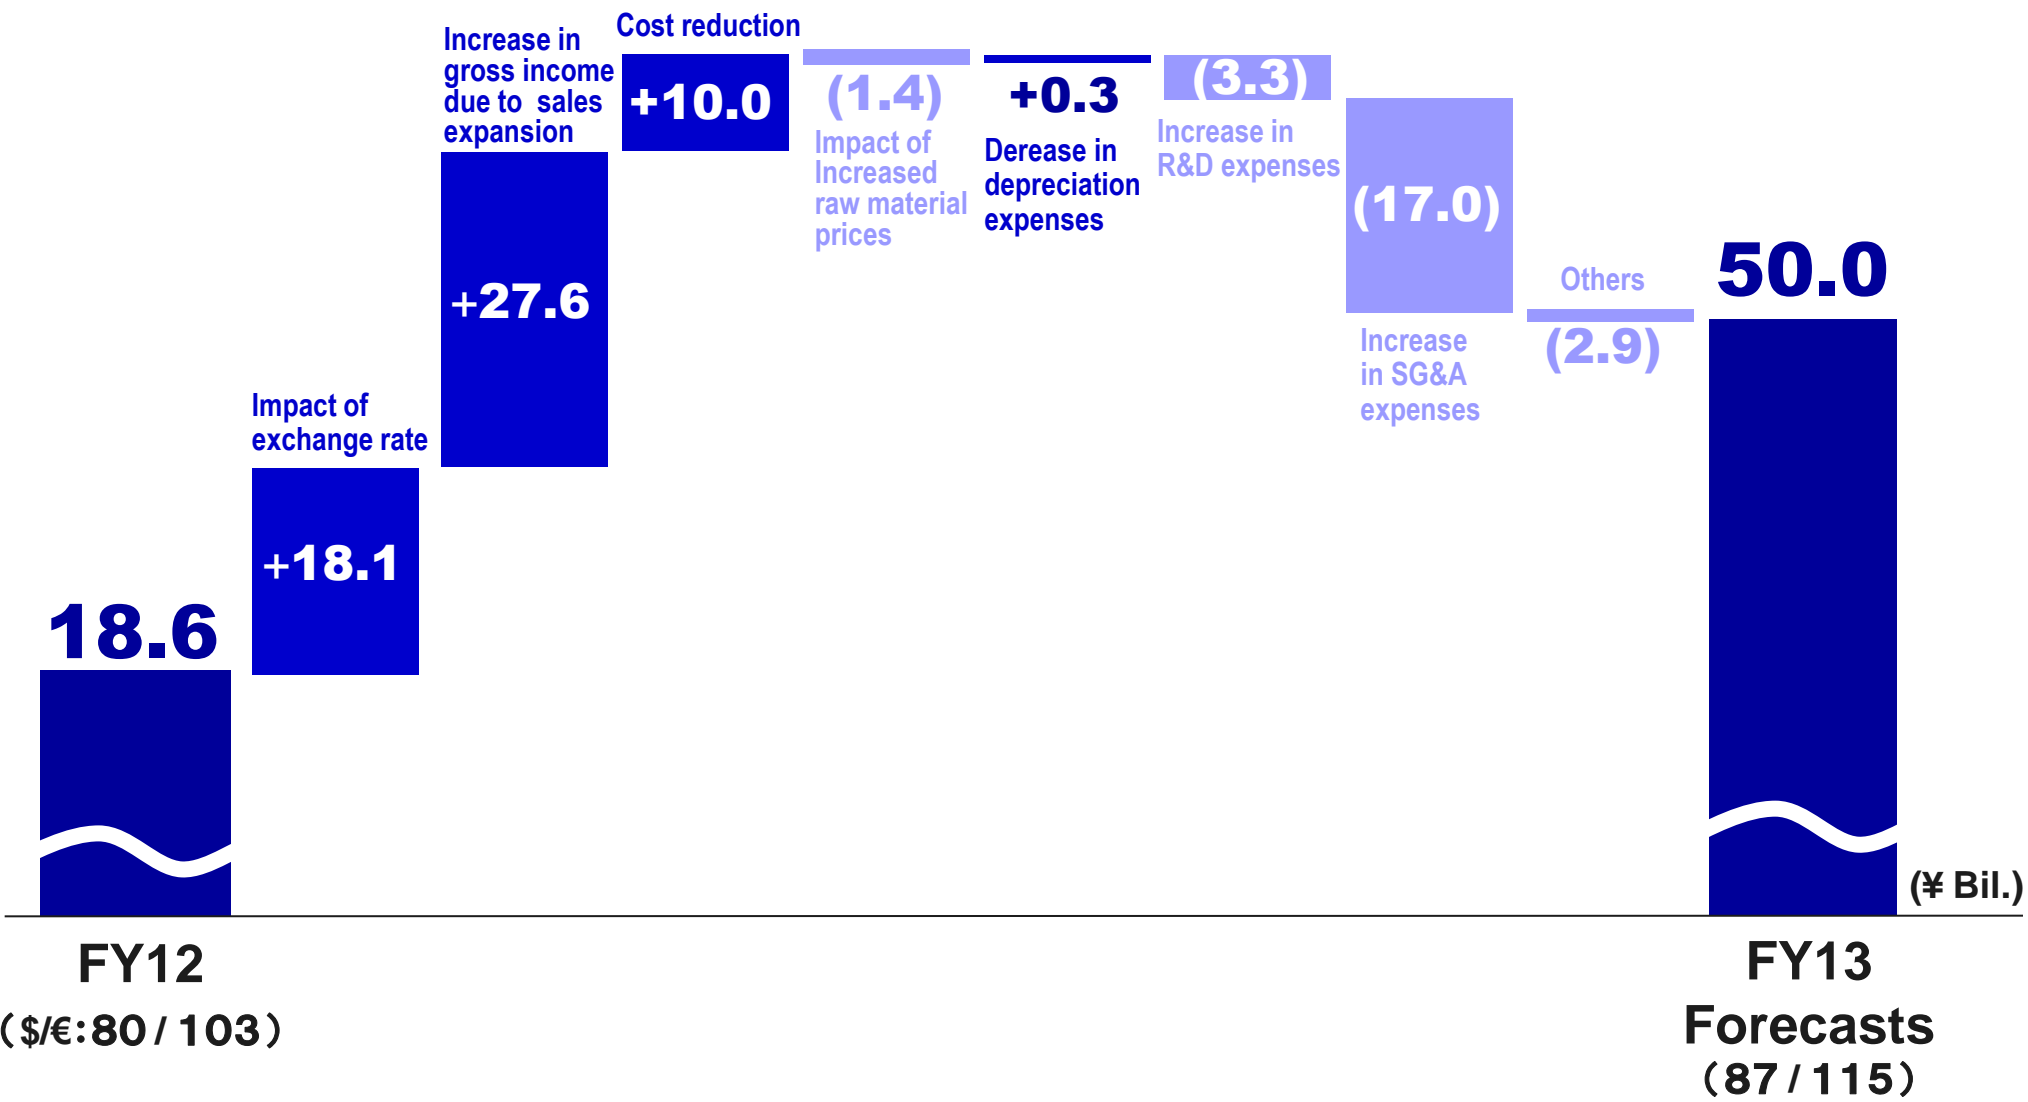 Cost reduction
Increase in
gross income
due to sales
expansion
+10.0
(1.4)
Impact of
Increased
raw material
prices
+0.3
Derease in
depreciation
expenses
(3.3)
Increase in
R&D expenses
(17.0)
Increase
in SG&A
expenses
Others
(2.9)
50.0
+27.6
Impact of
exchange rate
+18.1
18.6
(¥ Bil.)
FY12
($/€:80/103)
FY13
Forecasts
(87/115)